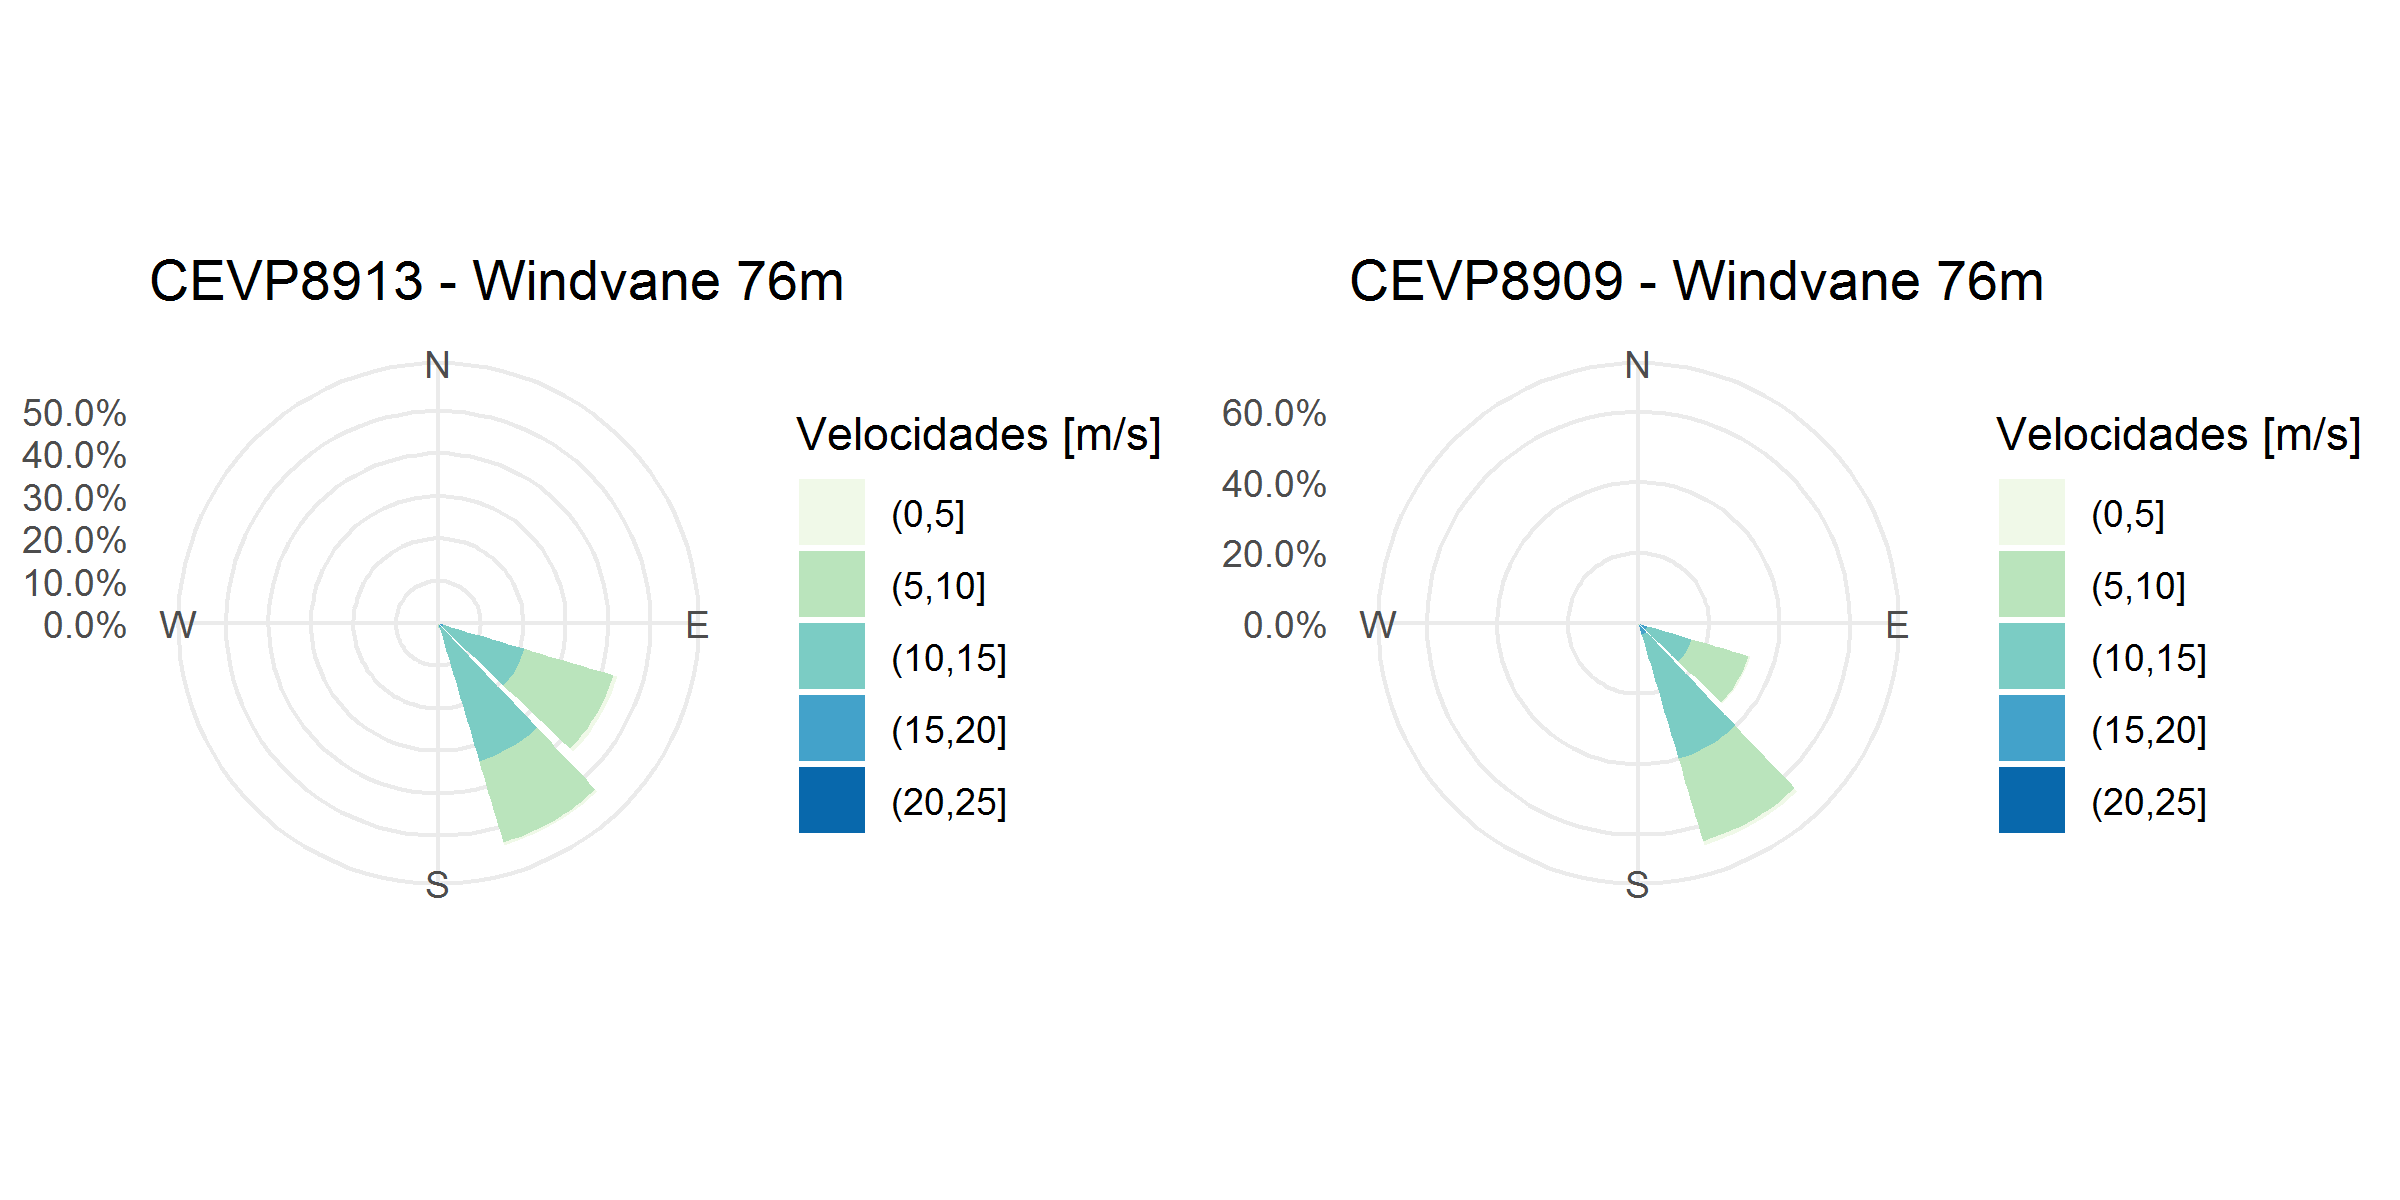 CEVP8913 - Windvane 76m
N
50.0%
40.0%
30.0%
20.0%
10.0%
0.0%
W
E
S
Velocidades [m/s]
(0,5]
(5,10]
(10,15]
(15,20]
(20,25]
CEVP8909 - Windvane 76m
N
60.0%
40.0%
20.0%
0.0%
W
E
S
Velocidades [m/s]
(0,5]
(5,10]
(10,15]
(15,20]
(20,25]